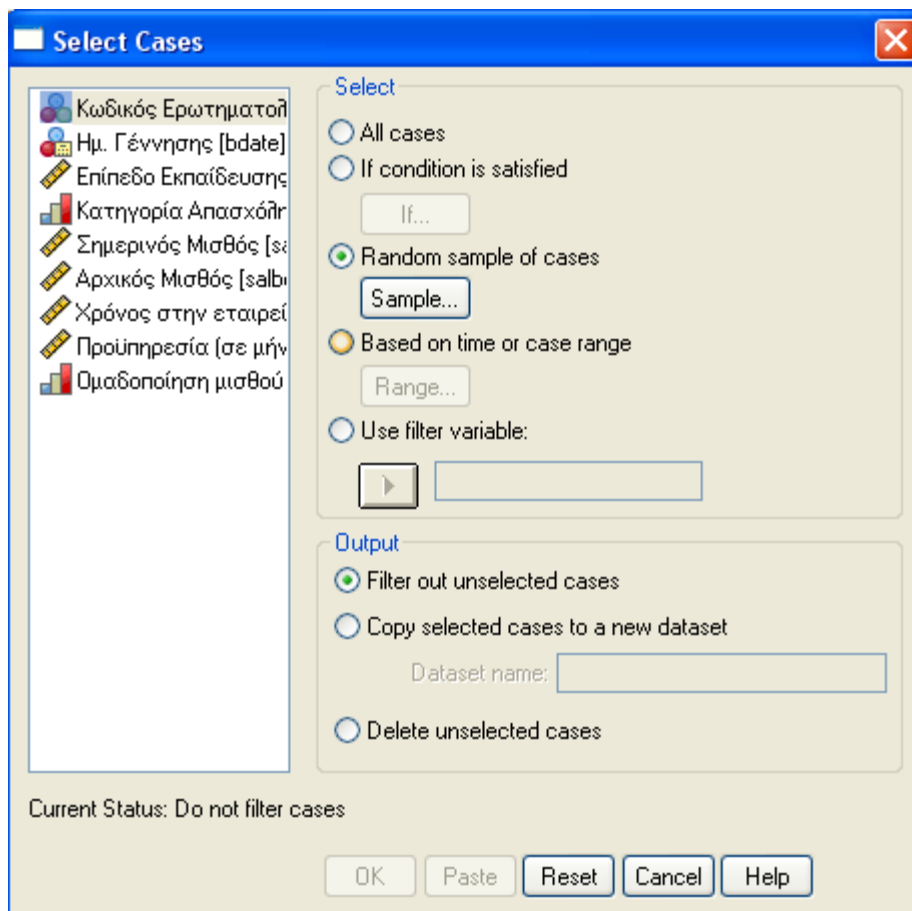 Select Cases
Κωδικός Ερωτηματολ
Ημ. Γέννησης [bdate]
Επίπεδο Εκπαίδευσης
Κατηγορία Απασχόλη
Σημερινός Μισθός [sa
Αρχικός Μισθός [salb
Χρόνος στην εταιρεί
Προϋπηρεσία (σε μήν
Ομαδοποίηση μισθού
Select
All cases
If condition is satisfied
If...
Random sample of cases
Sample...
Based on time or case range
Range...
Use filter variable:
Output
Filter out unselected cases
Copy selected cases to a new dataset
Dataset name:
Delete unselected cases
Current Status: Do not filter cases
OK Paste Reset Cancel Help